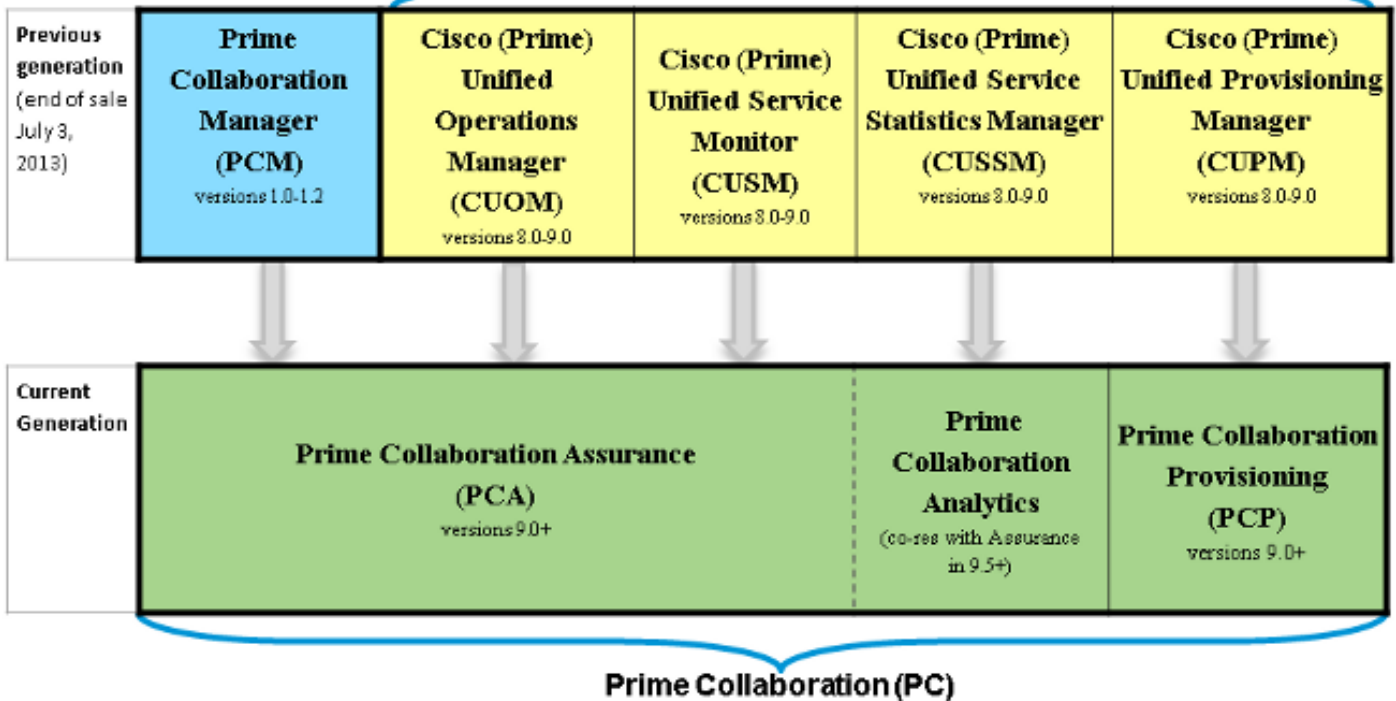 Previous
generation
(end of sale
July 3,
2013)
Prime
Collaboration
Manager
(PCM)
versions 1.0-1.2
Cisco (Prime)
Unified
Operations
Manager
(CUOM)
versions 8.0-9.0
Cisco (Prime)
Unified Service
Monitor
(CUSM)
versions 8.0-9.0
Cisco (Prime)
Unified Service
Statistics Manager
(CUSSM)
versions 8.0-9.0
Cisco (Prime)
Unified Provisioning
Manager
(CUPM)
versions 8.0-9.0
Current
Generation
Prime Collaboration Assurance
(PCA)
versions 9.0+
Prime
Collaboration
Analytics
(co-res with Assurance
in 9.5+)
Prime Collaboration
Provisioning
(PCP)
versions 9.0+
Prime Collaboration (PC)